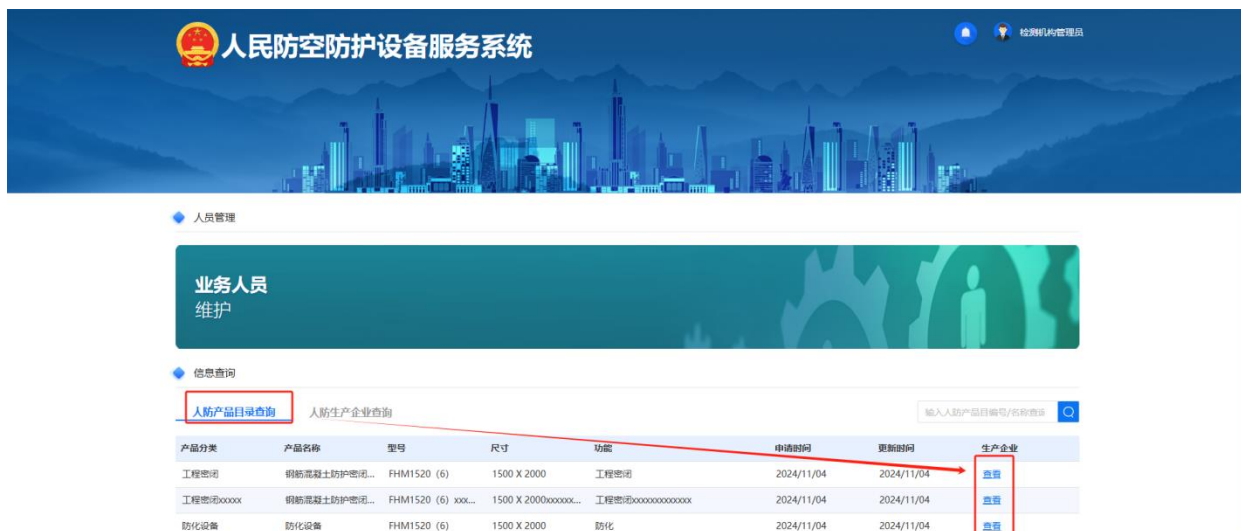 人民防空防护设备服务系统
检测机构管理员
人员管理
业务人员
维护
信息查询
人防产品目录查询 人防生产企业查询 输入人防产品目编号/名称查询
产品分类 产品名称 型号 尺寸 功能 申请时间 更新时间 生产企业
工程密闭 钢筋混凝土防护密闭... FHM1520（6） 1500 X 2000 工程密闭 2024/11/04 2024/11/04 查看
工程密闭xxxxx 钢筋混凝土防护密闭... FHM1520（6）xxx... 1500 X 2000xxxxxx... 工程密闭xxxxxxxxxxxx 2024/11/04 2024/11/04 查看
防化设备 防化设备 FHM1520（6） 1500 X 2000 防化 2024/11/04 2024/11/04 查看